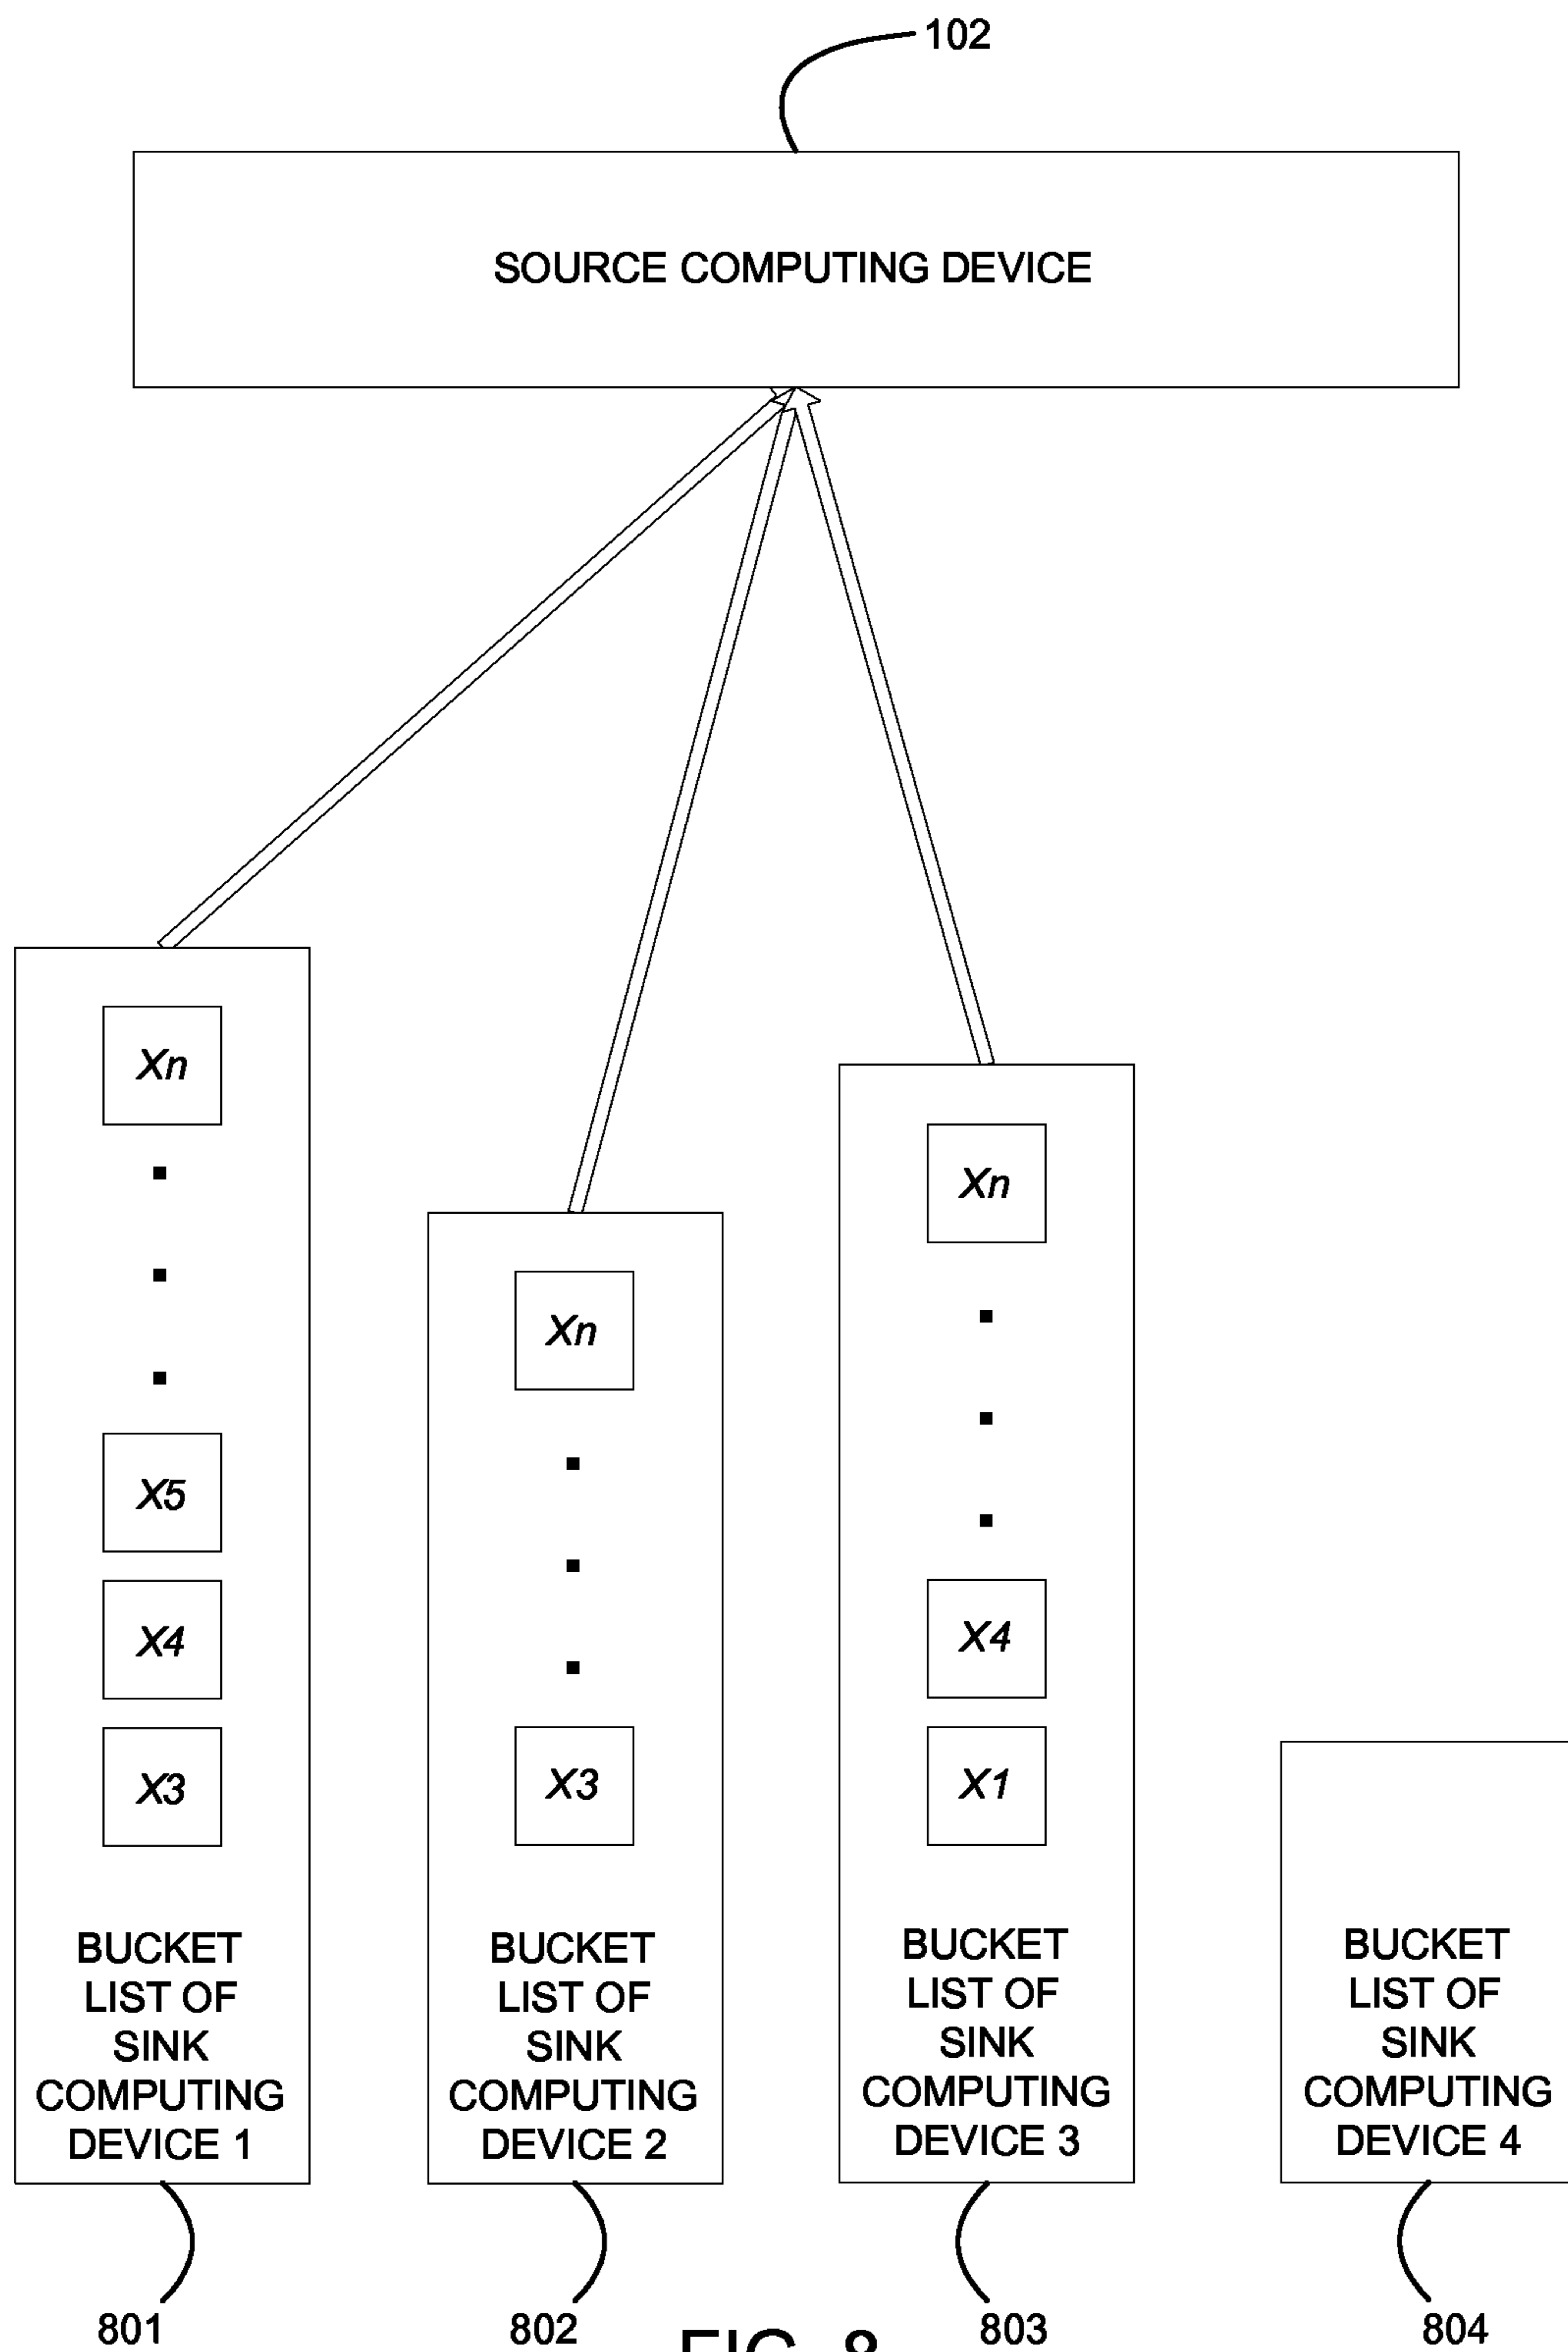 102
SOURCE COMPUTING DEVICE
Xn
X5
X4
X3
BUCKET
LIST OF
SINK
COMPUTING
DEVICE 1
801
Xn
X3
BUCKET
LIST OF
SINK
COMPUTING
DEVICE 2
802
Xn
X4
X1
BUCKET
LIST OF
SINK
COMPUTING
DEVICE 3
803
BUCKET
LIST OF
SINK
COMPUTING
DEVICE 4
804
FIG. 8